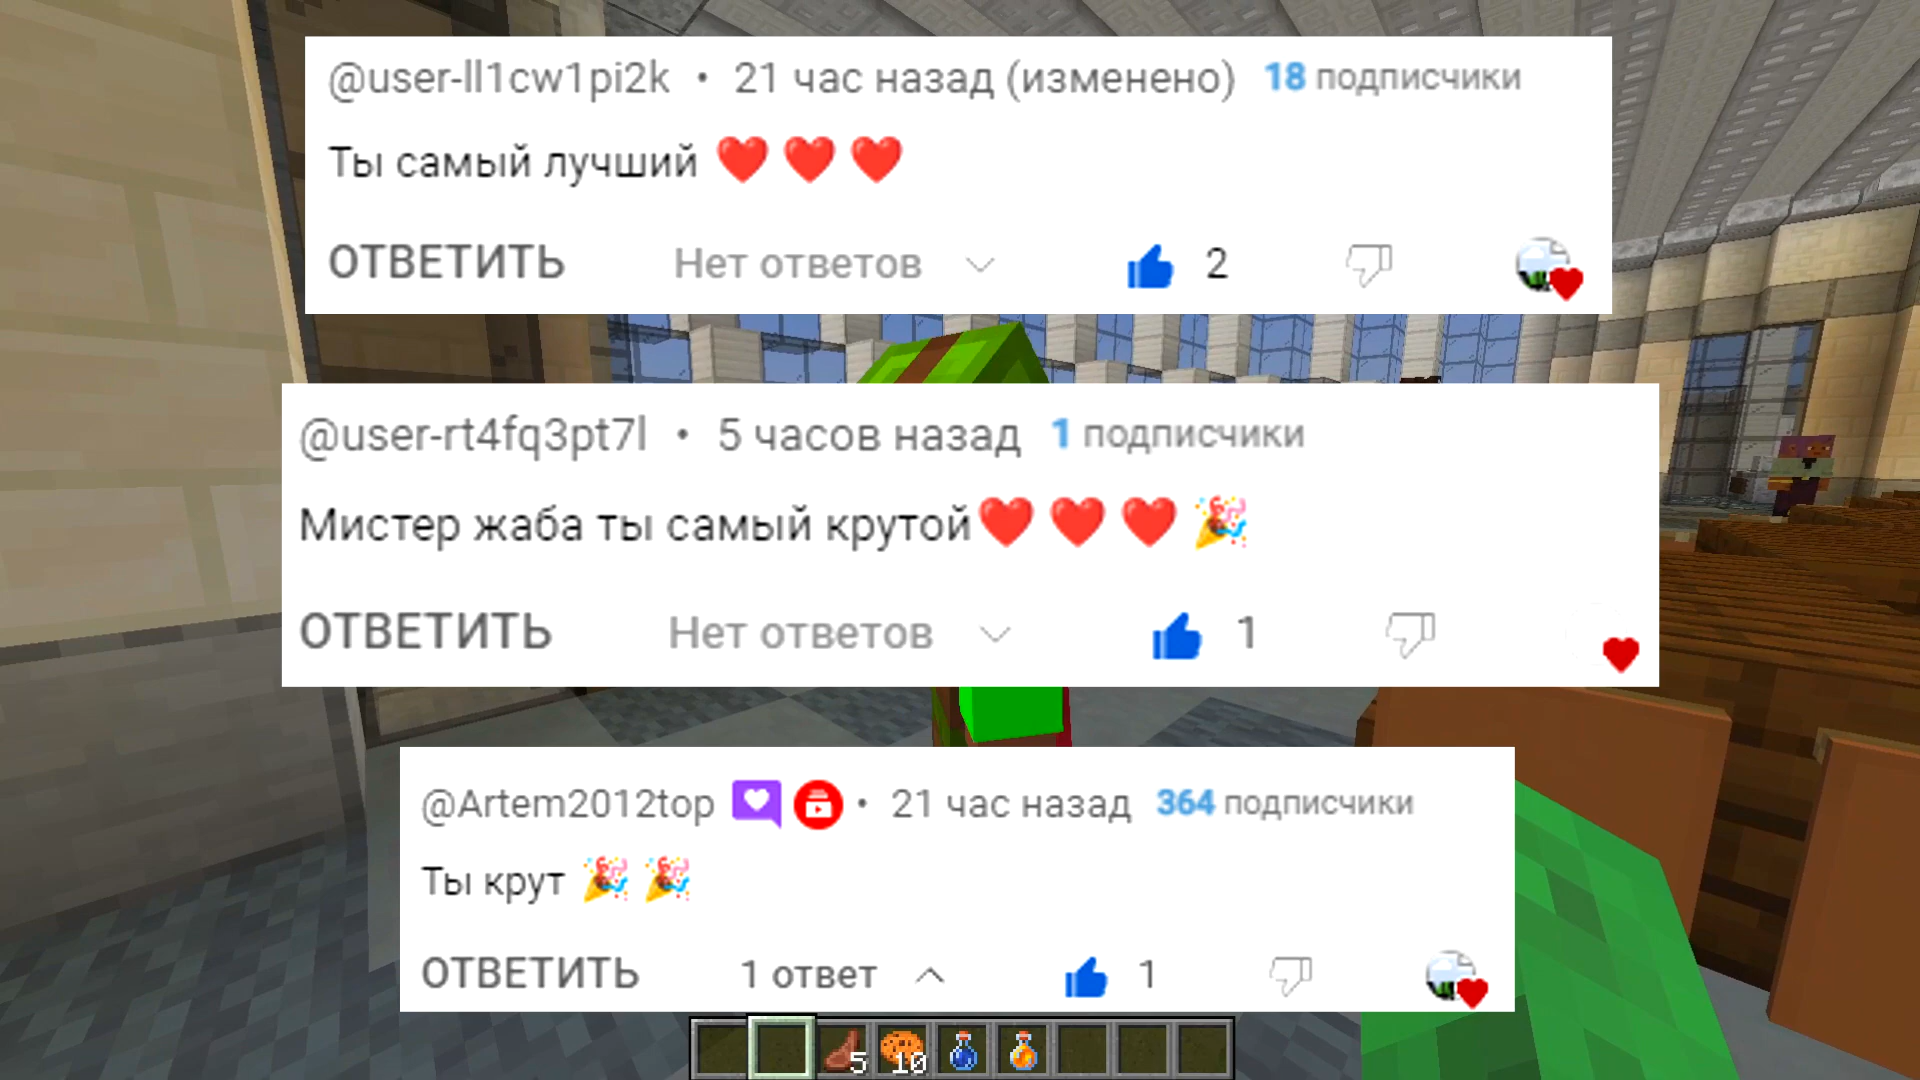 @user-ll1cw1pi2k • 21 час назад (изменено) 18 подписчики
Ты самый лучший ❤️ ❤️ ❤️
ОТВЕТИТЬ Нет ответов 2
@user-rt4fq3pt7l • 5 часов назад 1 подписчики
Мистер жаба ты самый крутой❤️ ❤️ ❤️ 🎉
ОТВЕТИТЬ Нет ответов 1
@Artem2012top • 21 час назад 364 подписчики
Ты крут 🎉 🎉
ОТВЕТИТЬ 1 ответ 1
5 10